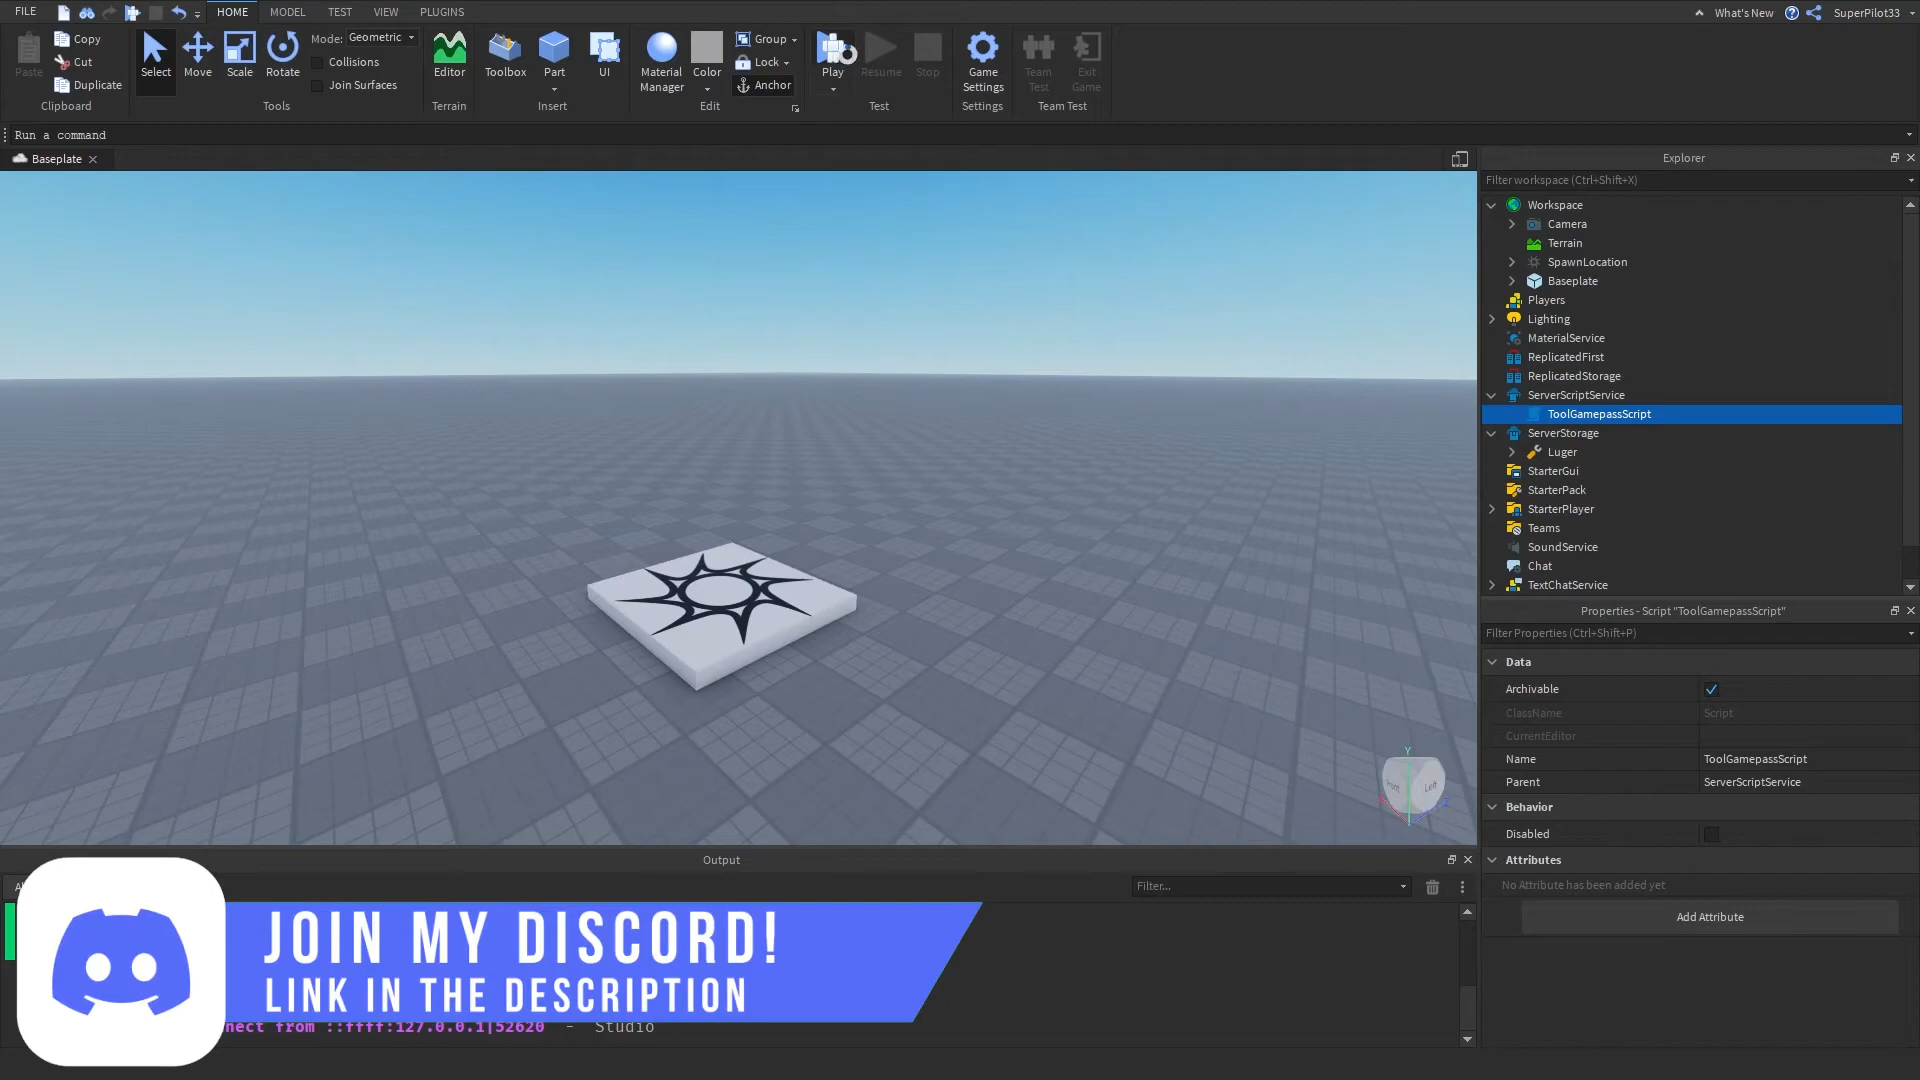 FILE HOME MODEL TEST VIEW PLUGINS What's New SuperPilot33
Paste Copy Cut Duplicate Clipboard
Select Move Scale Rotate Mode: Geometric Collisions Join Surfaces Tools
Editor Terrain
Toolbox Part UI Insert
Material Manager Color Group Lock Anchor Edit
Play Resume Stop Test
Game Settings Settings
Team Test Exit Game Team Test
Run a command
Baseplate
Explorer
Filter workspace (Ctrl+Shift+X)
Workspace
Camera
Terrain
SpawnLocation
Baseplate
Players
Lighting
MaterialService
ReplicatedFirst
ReplicatedStorage
ServerScriptService
ToolGamepassScript
ServerStorage
Luger
StarterGui
StarterPack
StarterPlayer
Teams
SoundService
Chat
TextChatService
Properties - Script "ToolGamepassScript"
Filter Properties (Ctrl+Shift+P)
Data
Archivable
ClassName Script
CurrentEditor
Name ToolGamepassScript
Parent ServerScriptService
Behavior
Disabled
Attributes
No Attribute has been added yet
Add Attribute
Y
Front Left
Z
Output
Filter...
JOIN MY DISCORD!
LINK IN THE DESCRIPTION
nect from ::ffff:127.0.0.1|52620 - Studio